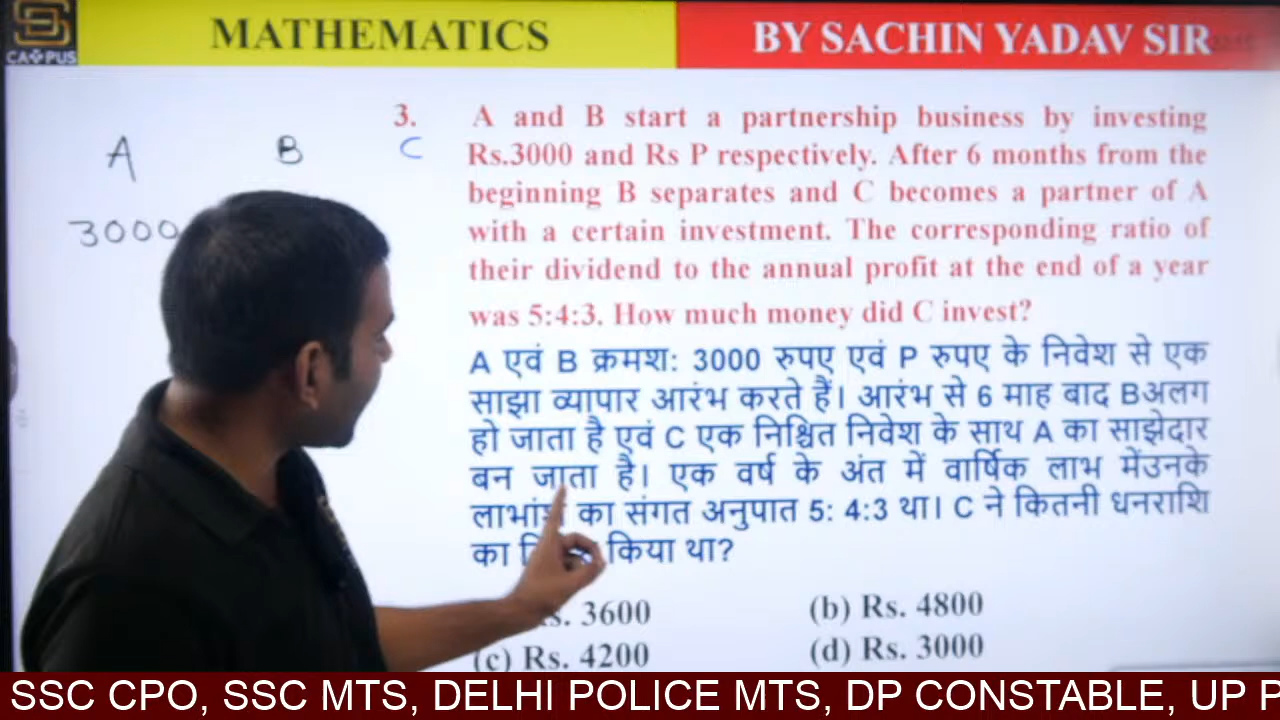 CAMPUS
MATHEMATICS
BY SACHIN YADAV SIR
A B C
3000
3. A and B start a partnership business by investing
Rs.3000 and Rs P respectively. After 6 months from the
beginning B separates and C becomes a partner of A
with a certain investment. The corresponding ratio of
their dividend to the annual profit at the end of a year
was 5:4:3. How much money did C invest?
A एवं B क्रमश: 3000 रुपए एवं P रुपए के निवेश से एक
साझा व्यापार आरंभ करते हैं। आरंभ से 6 माह बाद Bअलग
हो जाता है एवं C एक निश्चित निवेश के साथ A का साझेदार
बन जाता है। एक वर्ष के अंत में वार्षिक लाभ मेंउनके
लाभांश का संगत अनुपात 5: 4:3 था। C ने कितनी धनराशि
का किया था?
3600 (b) Rs. 4800
(c) Rs. 4200 (d) Rs. 3000
SSC CPO, SSC MTS, DELHI POLICE MTS, DP CONSTABLE, UP P